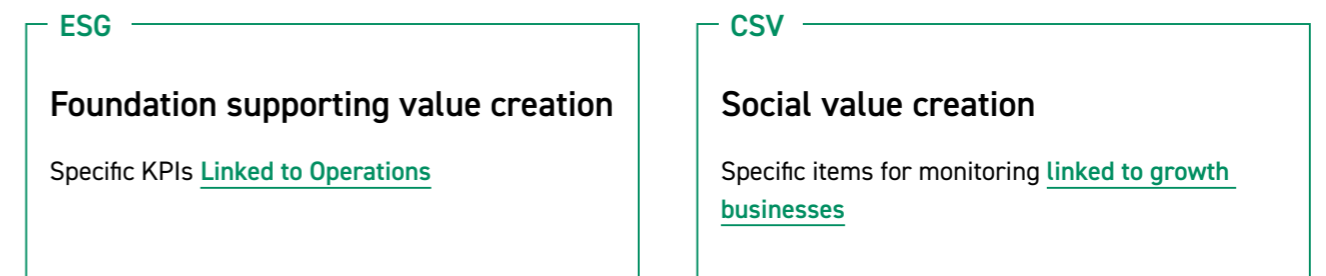 ESG
Foundation supporting value creation
Specific KPIs Linked to Operations
CSV
Social value creation
Specific items for monitoring linked to growth
businesses